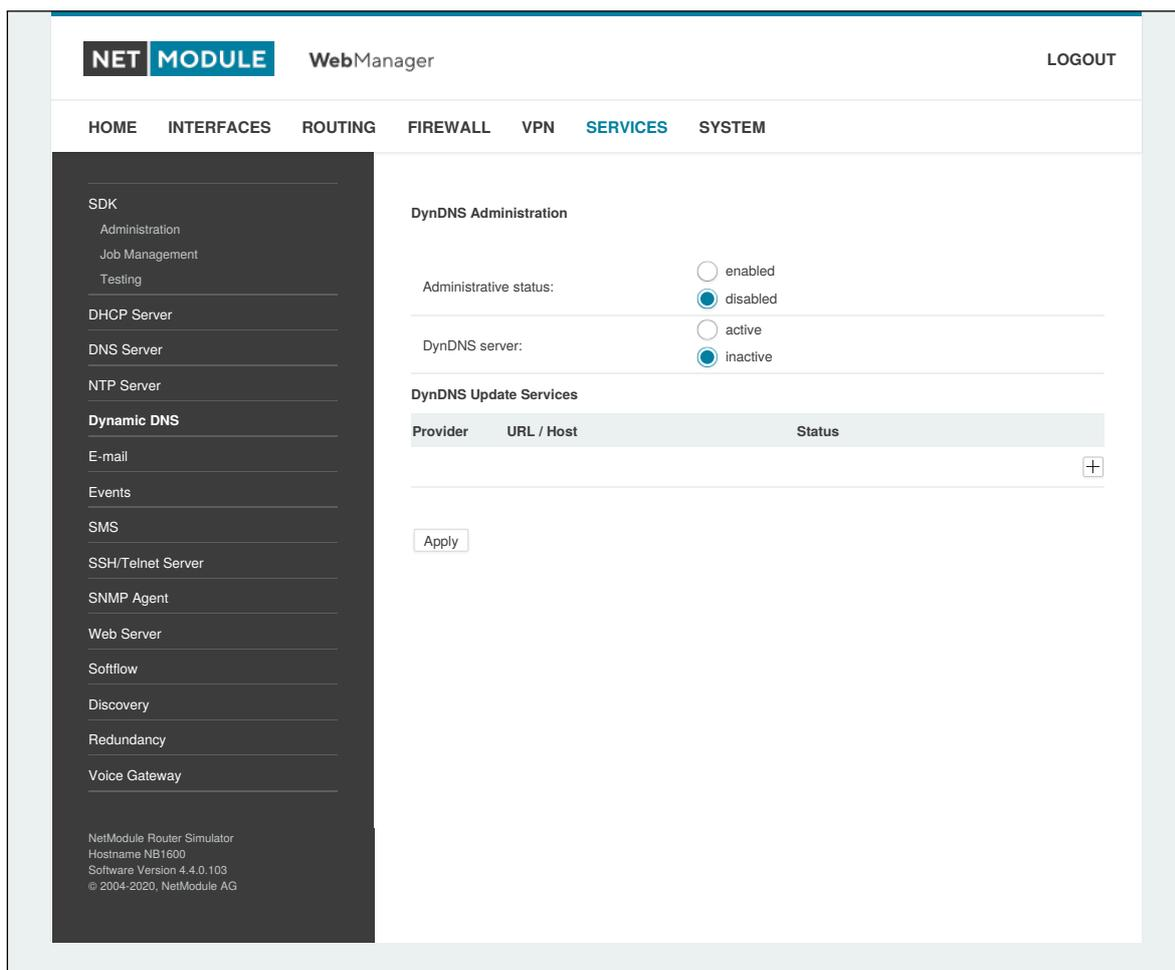 NET MODULE WebManager LOGOUT
HOME INTERFACES ROUTING FIREWALL VPN SERVICES SYSTEM
SDK
Administration
Job Management
Testing
DHCP Server
DNS Server
NTP Server
Dynamic DNS
E-mail
Events
SMS
SSH/Telnet Server
SNMP Agent
Web Server
Softflow
Discovery
Redundancy
Voice Gateway
NetModule Router Simulator
Hostname NB1600
Software Version 4.4.0.103
© 2004-2020, NetModule AG
DynDNS Administration
Administrative status:
enabled
disabled
DynDNS server:
active
inactive
DynDNS Update Services
Provider URL / Host Status
Apply